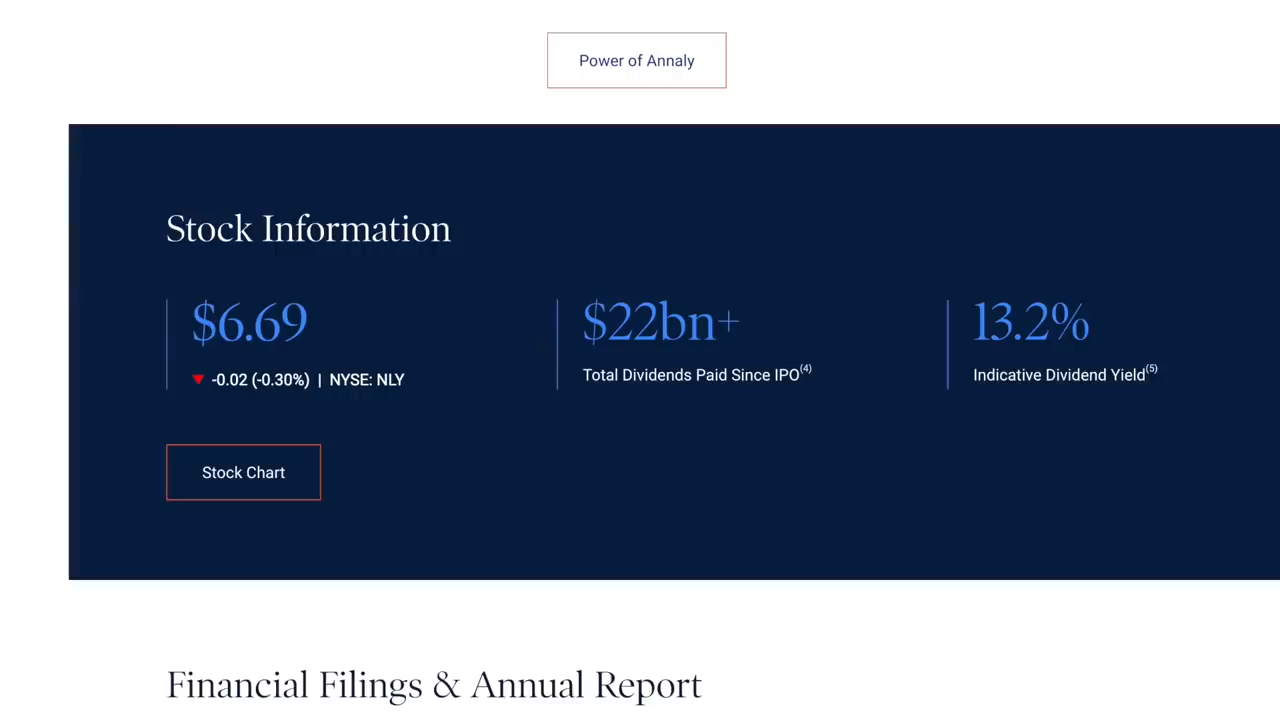 Power of Annaly
Stock Information
$6.69
-0.02 (-0.30%) | NYSE: NLY
$22bn+
Total Dividends Paid Since IPO(4)
13.2%
Indicative Dividend Yield(5)
Stock Chart
Financial Filings & Annual Report